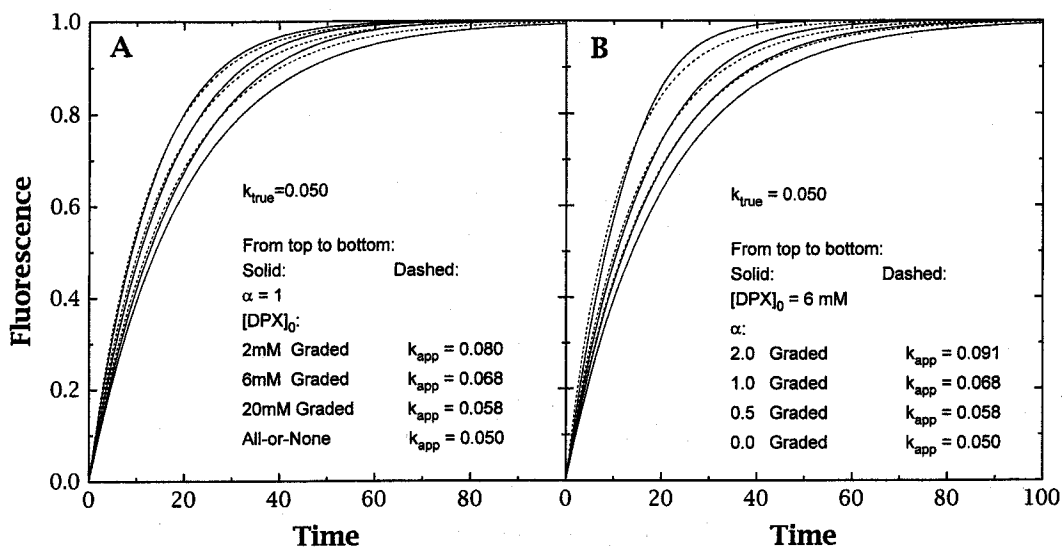 A
B
1.0
0.8
0.6
0.4
0.2
0.0
Fluorescence
k_true=0.050
From top to bottom:
Solid: Dashed:
α = 1
[DPX]₀:
2mM Graded k_app = 0.080
6mM Graded k_app = 0.068
20mM Graded k_app = 0.058
All-or-None k_app = 0.050
k_true = 0.050
From top to bottom:
Solid: Dashed:
[DPX]₀ = 6 mM
α:
2.0 Graded k_app = 0.091
1.0 Graded k_app = 0.068
0.5 Graded k_app = 0.058
0.0 Graded k_app = 0.050
0 20 40 60 80 0 20 40 60 80 100
Time Time